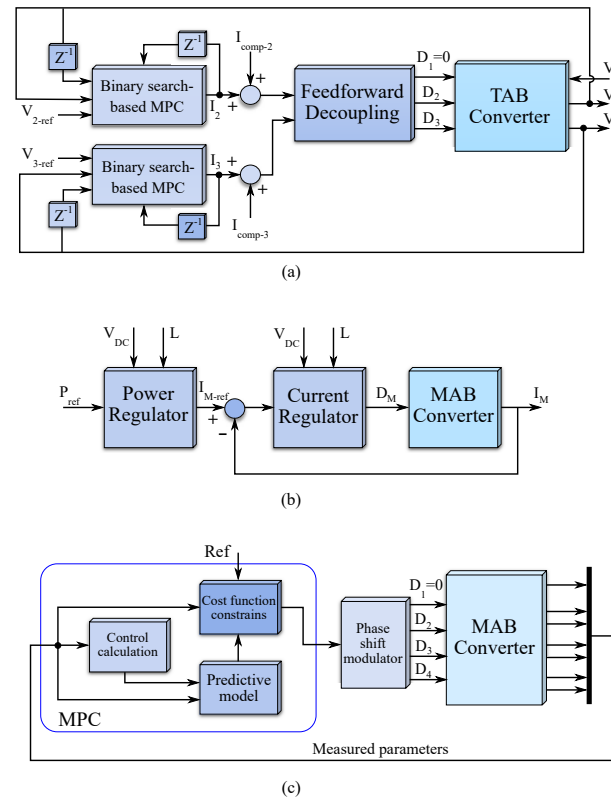 Z-1
Z-1
Binary search-based MPC
V2-ref
I2
Icomp-2
+
+
Feedforward Decoupling
D1=0
D2
D3
TAB Converter
V
V
V
V3-ref
Binary search-based MPC
I3
+
+
Z-1
Z-1
Icomp-3
(a)
VDC
L
Pref
Power Regulator
IM-ref
+
−
VDC
L
Current Regulator
DM
MAB Converter
IM
(b)
Ref
Cost function constrains
Control calculation
Predictive model
MPC
Phase shift modulator
D1=0
D2
D3
D4
MAB Converter
Measured parameters
(c)